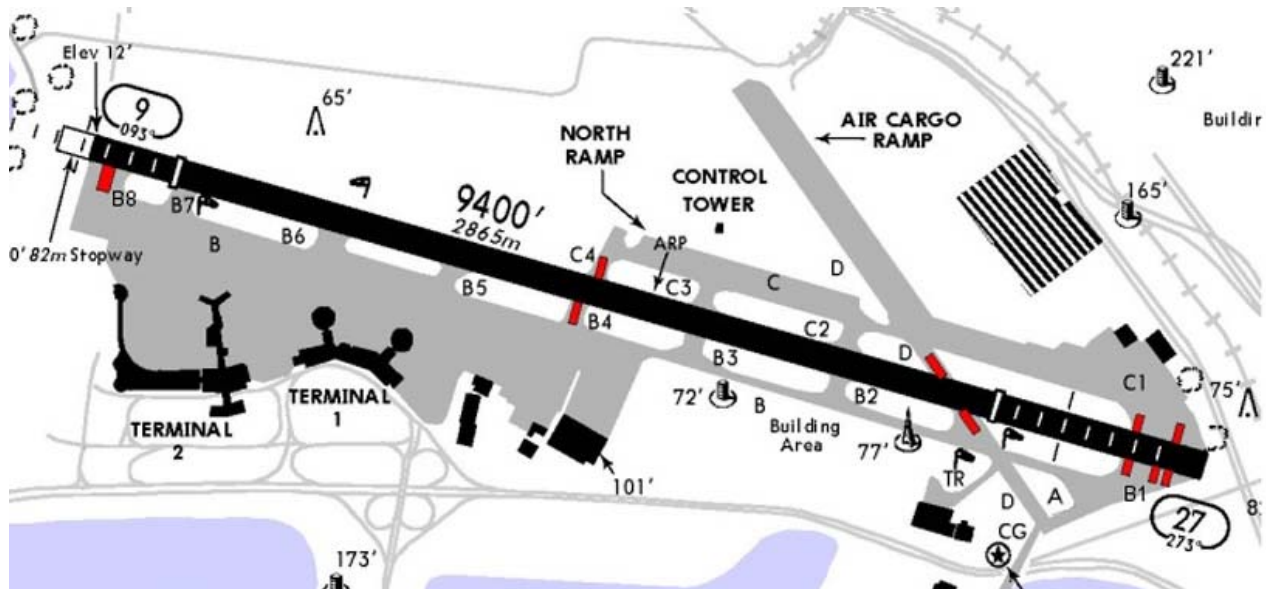 Elev 12'
9
093°
65'
221'
Buildin
NORTH
RAMP
AIR CARGO
RAMP
CONTROL
TOWER
165'
9400'
2865m
B8
B7
B
B6
0' 82m Stopway
C4
ARP
D
C
C3
B5
B4
C2
B3
D
C1
75'
B2
72'
B
Building
Area
77'
TERMINAL
1
TERMINAL
2
101'
TR
A
B1
D
CG
27
273°
8
173'